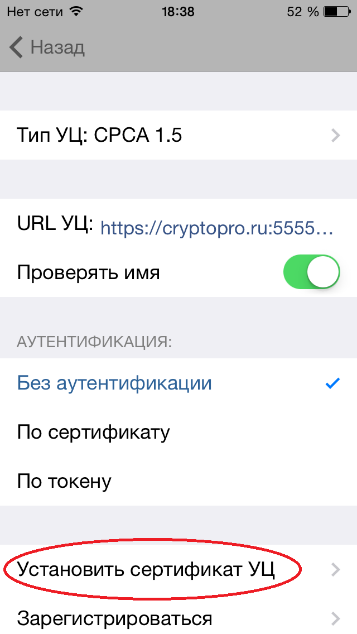 Нет сети 18:38 52 %
Назад
Тип УЦ: CPCA 1.5
URL УЦ: https://cryptopro.ru:5555...
Проверять имя
АУТЕНТИФИКАЦИЯ:
Без аутентификации
По сертификату
По токену
Установить сертификат УЦ
Зарегистрироваться